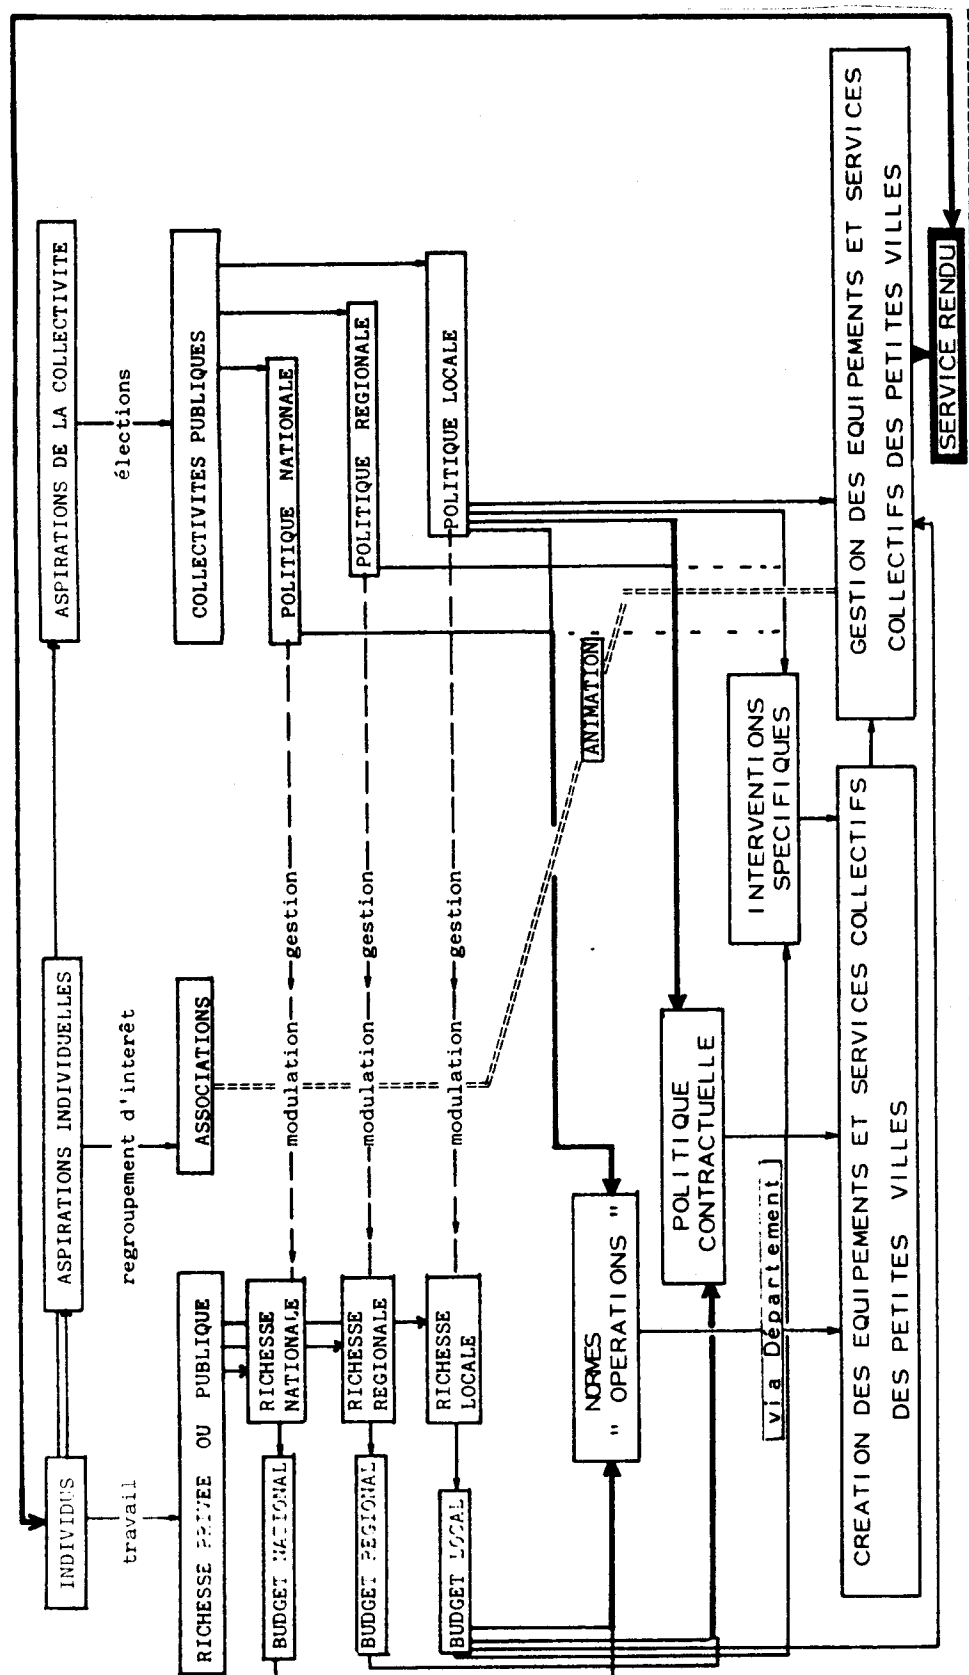 INDIVIDUS
ASPIRATIONS INDIVIDUELLES
ASPIRATIONS DE LA COLLECTIVITE
travail
regroupement d'interêt
élections
RICHESSE PRIVEE OU PUBLIQUE
ASSOCIATIONS
COLLECTIVITES PUBLIQUES
BUDGET NATIONAL
RICHESSE
NATIONALE
modulation
gestion
POLITIQUE NATIONALE
BUDGET REGIONAL
RICHESSE
REGIONALE
modulation
gestion
POLITIQUE REGIONALE
BUDGET LOCAL
RICHESSE
LOCALE
modulation
gestion
POLITIQUE LOCALE
NORMES
" OPERATIONS "
ANIMATION
POLITIQUE
CONTRACTUELLE
via Département
INTERVENTIONS
SPECIFIQUES
CREATION DES EQUIPEMENTS ET SERVICES COLLECTIFS
DES PETITES VILLES
GESTION DES EQUIPEMENTS ET SERVICES
COLLECTIFS DES PETITES VILLES
SERVICE RENDU